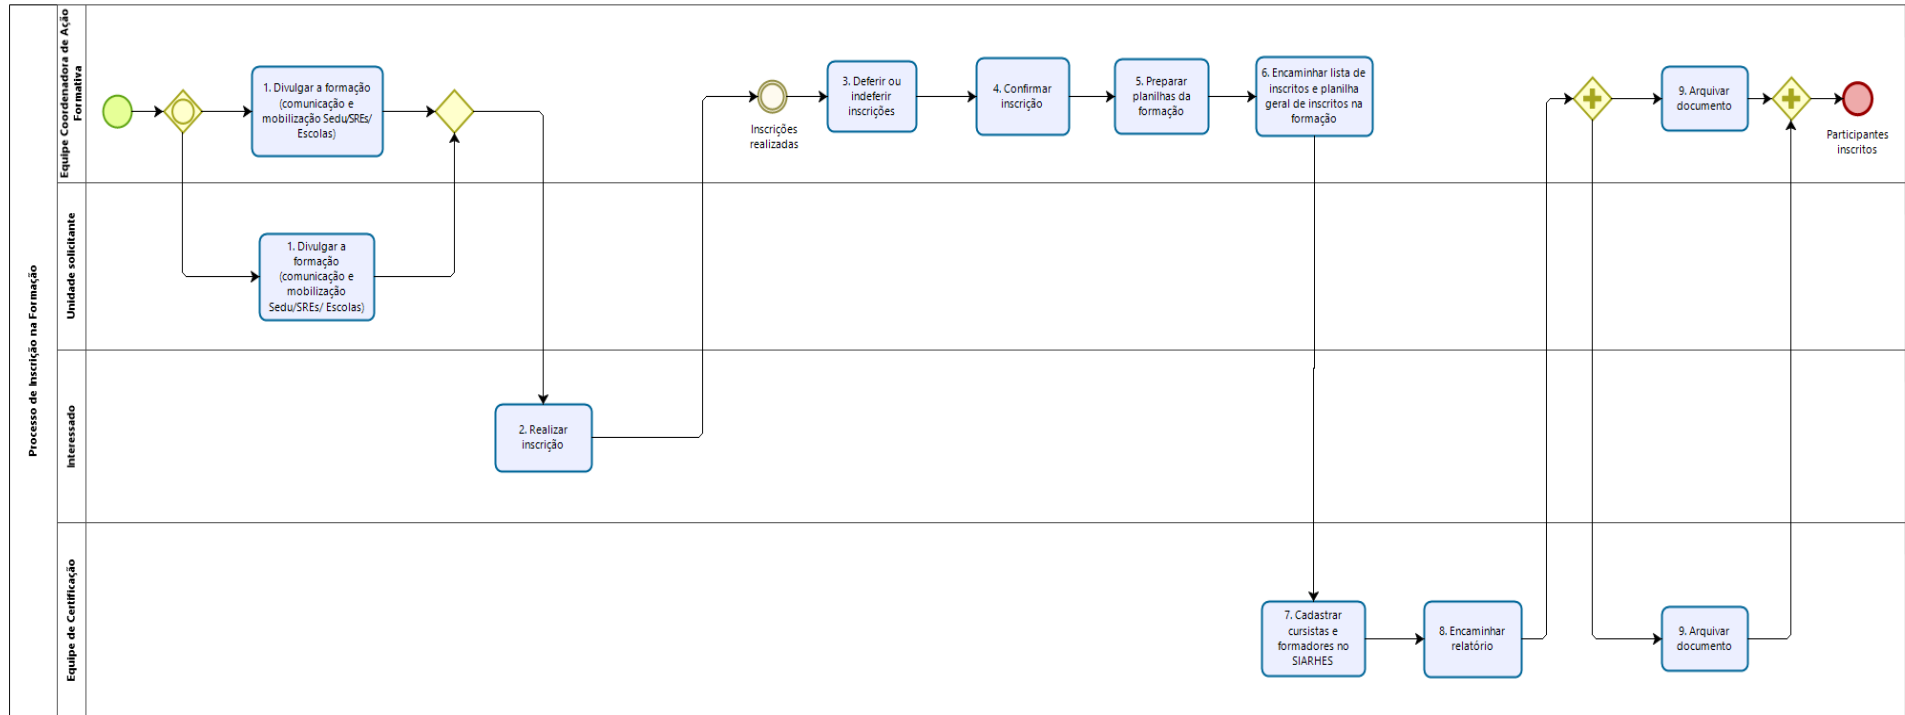 Processo de Inscrição na Formação
Equipe Coordenadora de Ação
Formativa
1. Divulgar a formação
(comunicação e
mobilização Sedu/SREs/
Escolas)
Inscrições
realizadas
3. Deferir ou
indeferir
inscrições
4. Confirmar
inscrição
5. Preparar
planilhas da
formação
6. Encaminhar lista de
inscritos e planilha
geral de inscritos na
formação
9. Arquivar
documento
Participantes
inscritos
Unidade solicitante
1. Divulgar a
formação
(comunicação e
mobilização
Sedu/SREs/ Escolas)
Interessado
2. Realizar
inscrição
Equipe de Certificação
7. Cadastrar
cursistas e
formadores no
SIARHES
8. Encaminhar
relatório
9. Arquivar
documento